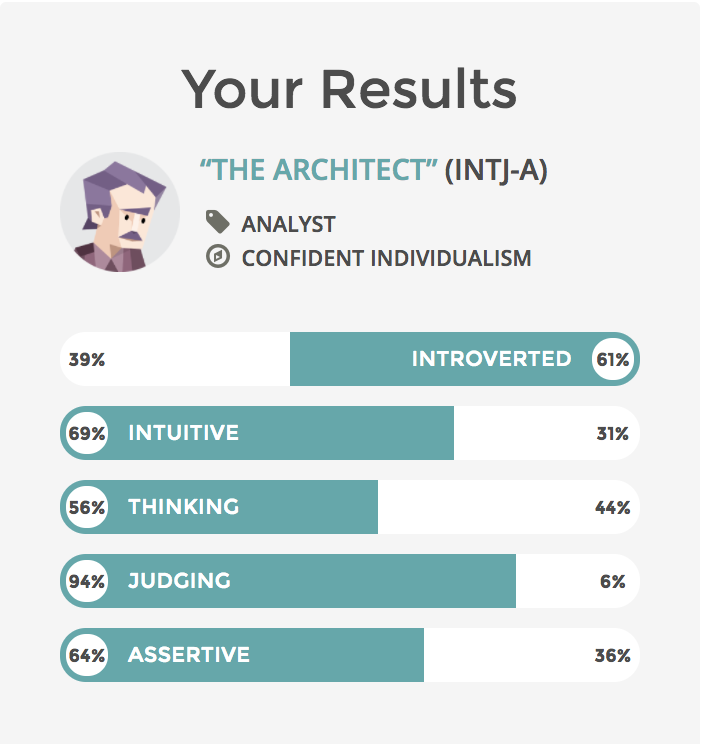 Your Results
“THE ARCHITECT” (INTJ-A)
ANALYST
CONFIDENT INDIVIDUALISM
39% INTROVERTED 61%
69% INTUITIVE 31%
56% THINKING 44%
94% JUDGING 6%
64% ASSERTIVE 36%